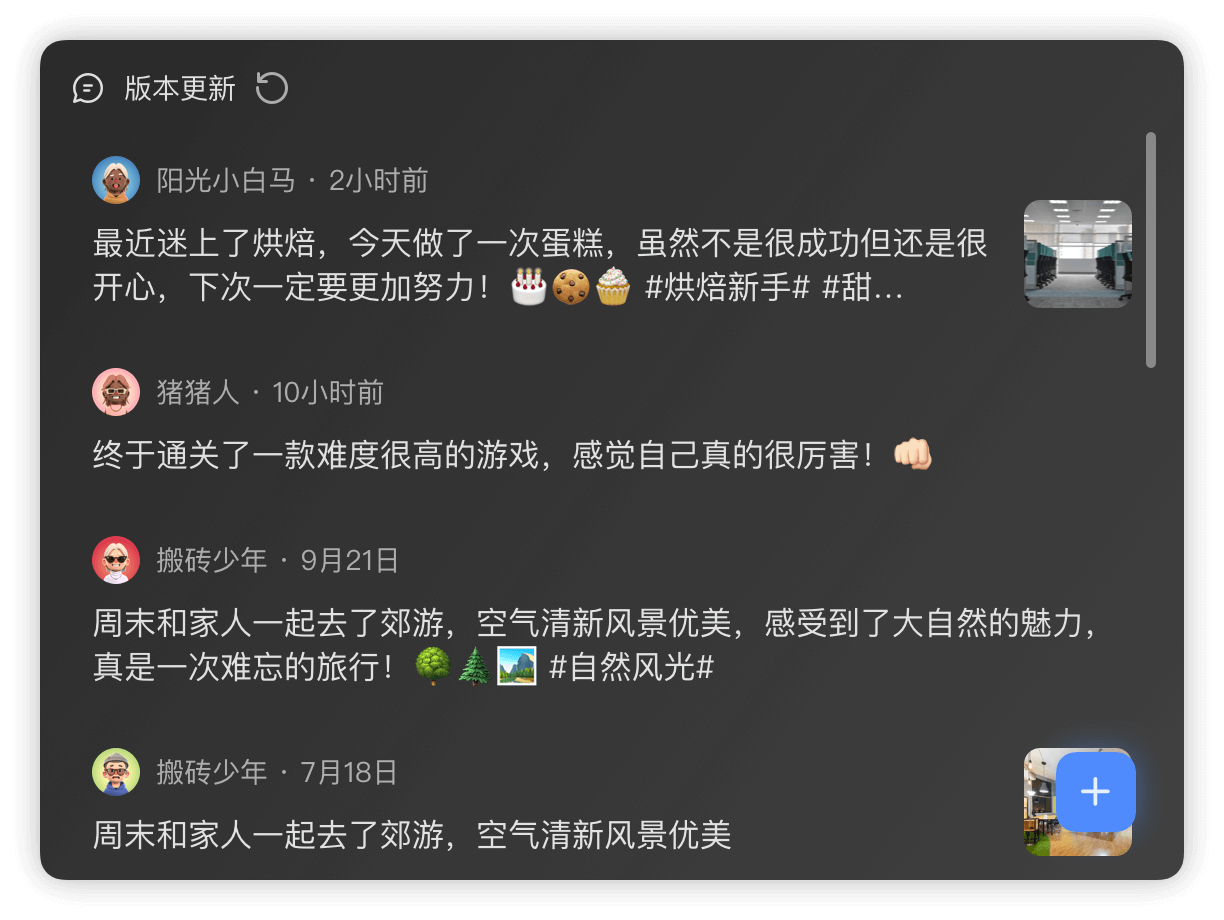 版本更新
阳光小白马 · 2小时前
最近迷上了烘焙，今天做了一次蛋糕，虽然不是很成功但还是很
开心，下次一定要更加努力！🎂🍪🧁 #烘焙新手# #甜...
猪猪人 · 10小时前
终于通关了一款难度很高的游戏，感觉自己真的很厉害！👊🏻
搬砖少年 · 9月21日
周末和家人一起去了郊游，空气清新风景优美，感受到了大自然的魅力，
真是一次难忘的旅行！🌳🌲🏞️ #自然风光#
搬砖少年 · 7月18日
周末和家人一起去了郊游，空气清新风景优美